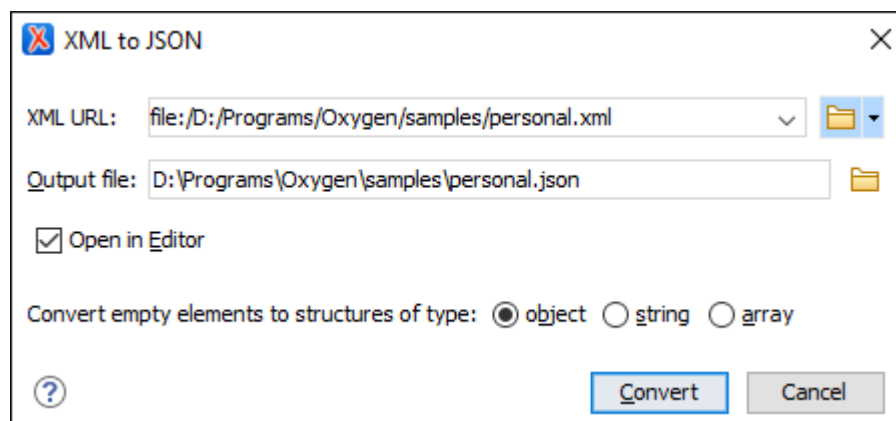 XML to JSON
XML URL: file:/D:/Programs/Oxygen/samples/personal.xml
Output file: D:\Programs\Oxygen\samples\personal.json
Open in Editor
Convert empty elements to structures of type: object string array
Convert Cancel